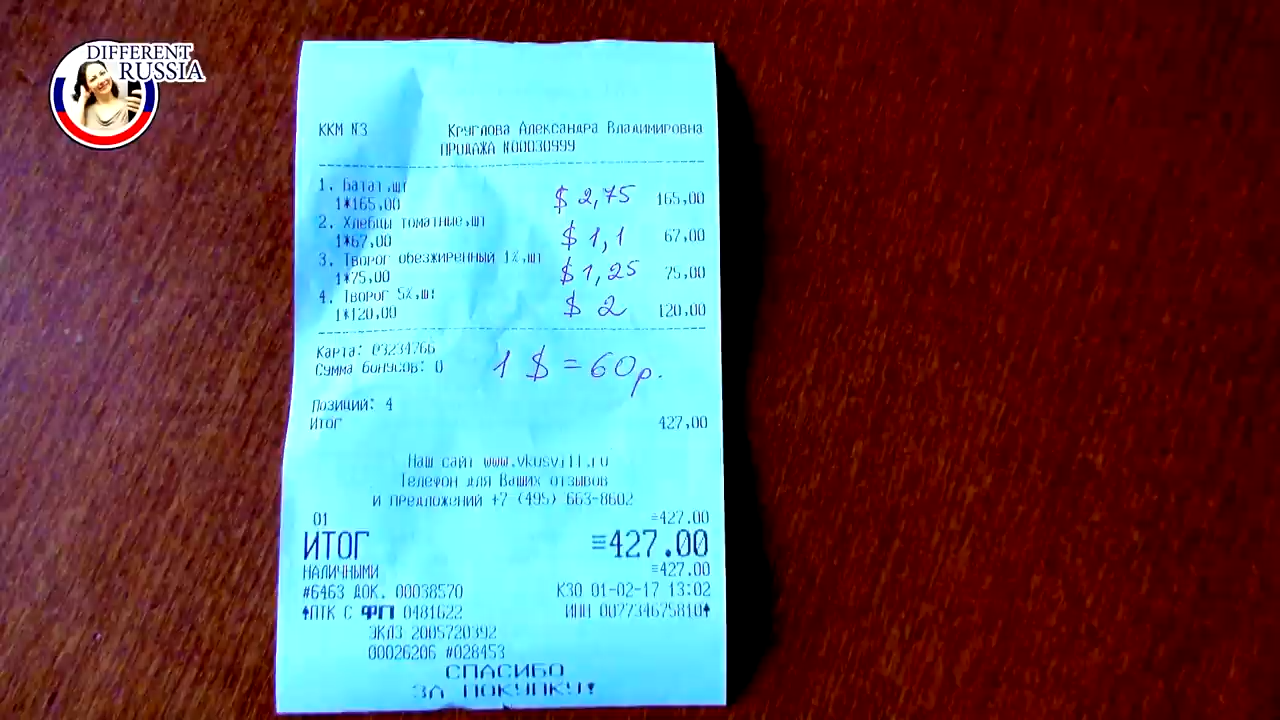 DIFFERENT
RUSSIA
ККМ №3 Круглова Александра Владимировна
ПРОДАЖА №00030999
1. Батат,шт
1*165,00 $ 2,75 165,00
2. Хлебцы томатные,шт
1*67,00 $ 1,1 67,00
3. Творог обезжиренный 1%,шт
1*75,00 $ 1,25 75,00
4. Творог 5%,шт
1*120,00 $ 2 120,00
Карта: 03234766
Сумма бонусов: 0
1 $ = 60р.
Позиций: 4
Итог 427,00
Наш сайт www.vkusvill.ru
Телефон для Ваших отзывов
и предложений +7 (495) 663-8602
01 =427.00
ИТОГ ≡427.00
НАЛИЧНЫМИ =427.00
#6463 ДОК. 00038570 К30 01-02-17 13:02
ПТК С ФП 0481622 ИНН 007734675810
ЭКЛЗ 2005720392
00026206 #028453
СПАСИБО
ЗА ПОКУПКУ!